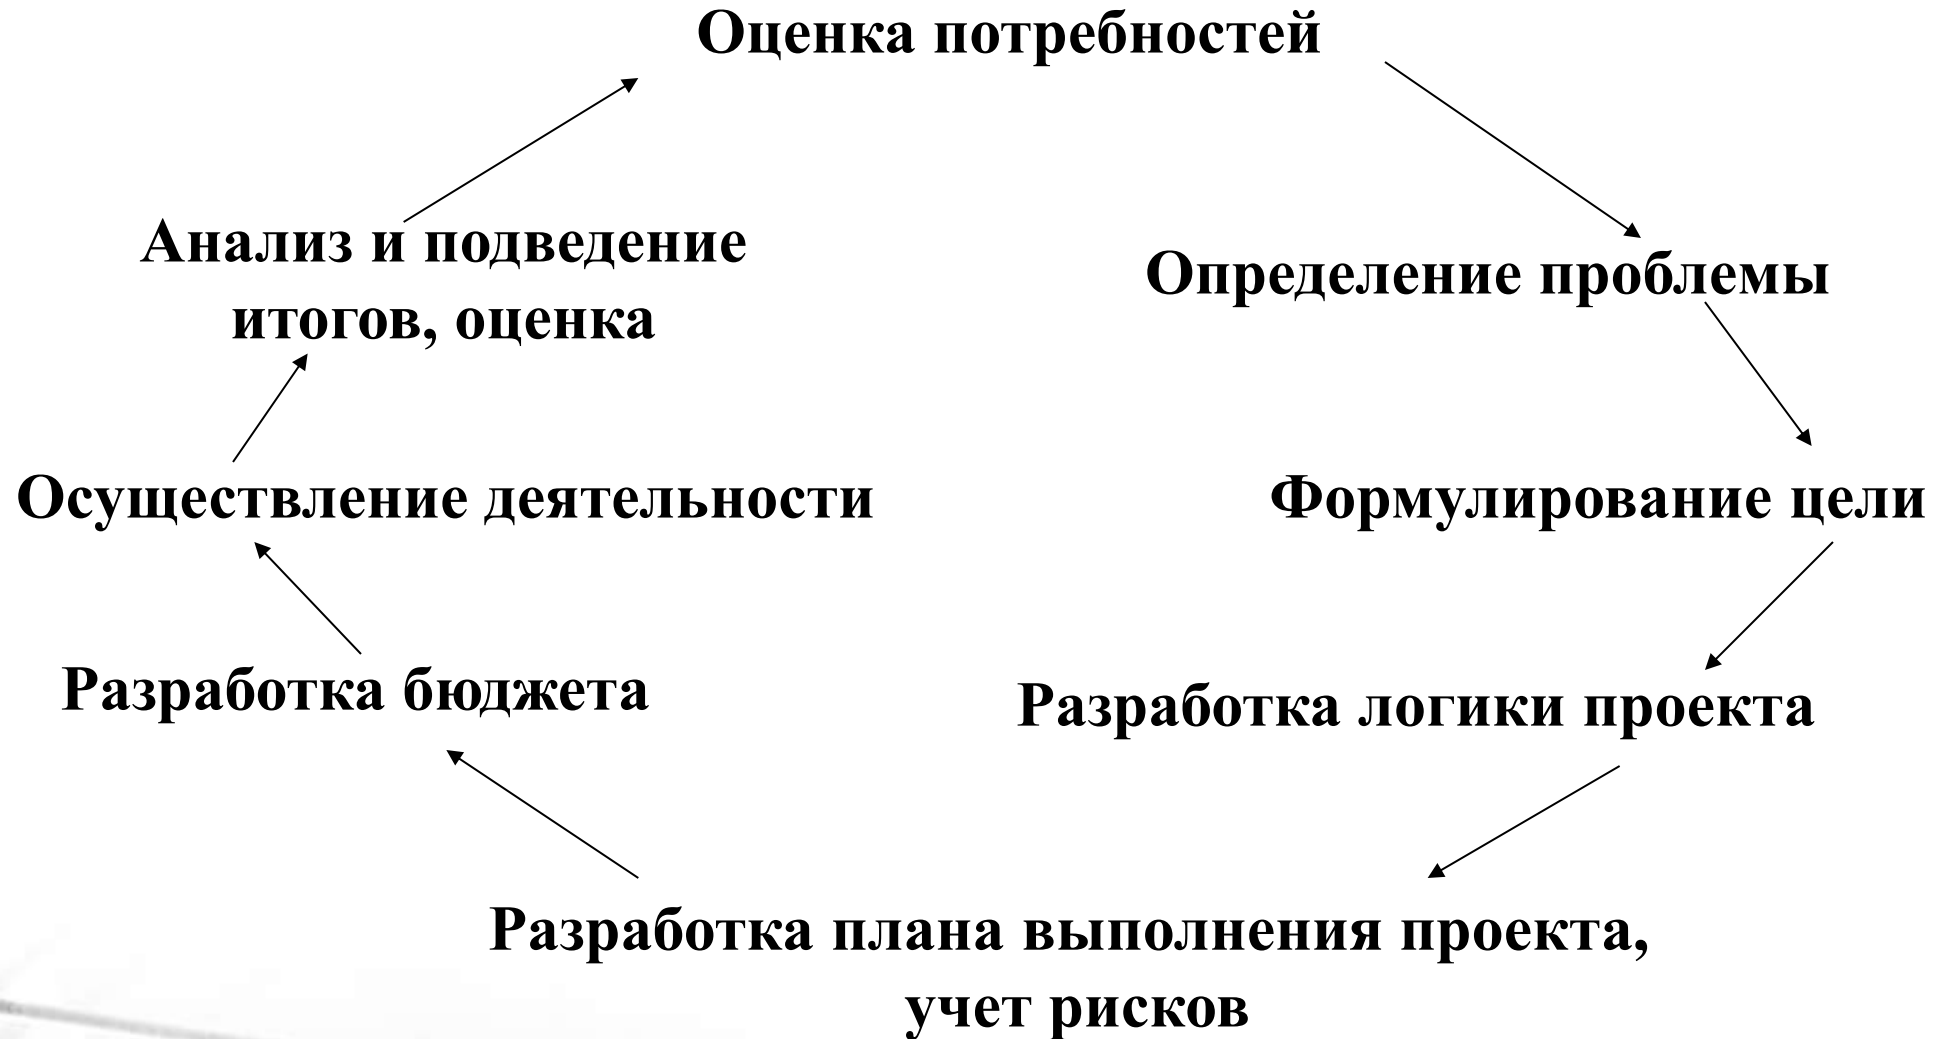 Оценка потребностей
Анализ и подведение
итогов, оценка
Определение проблемы
Осуществление деятельности
Формулирование цели
Разработка бюджета
Разработка логики проекта
Разработка плана выполнения проекта,
учет рисков